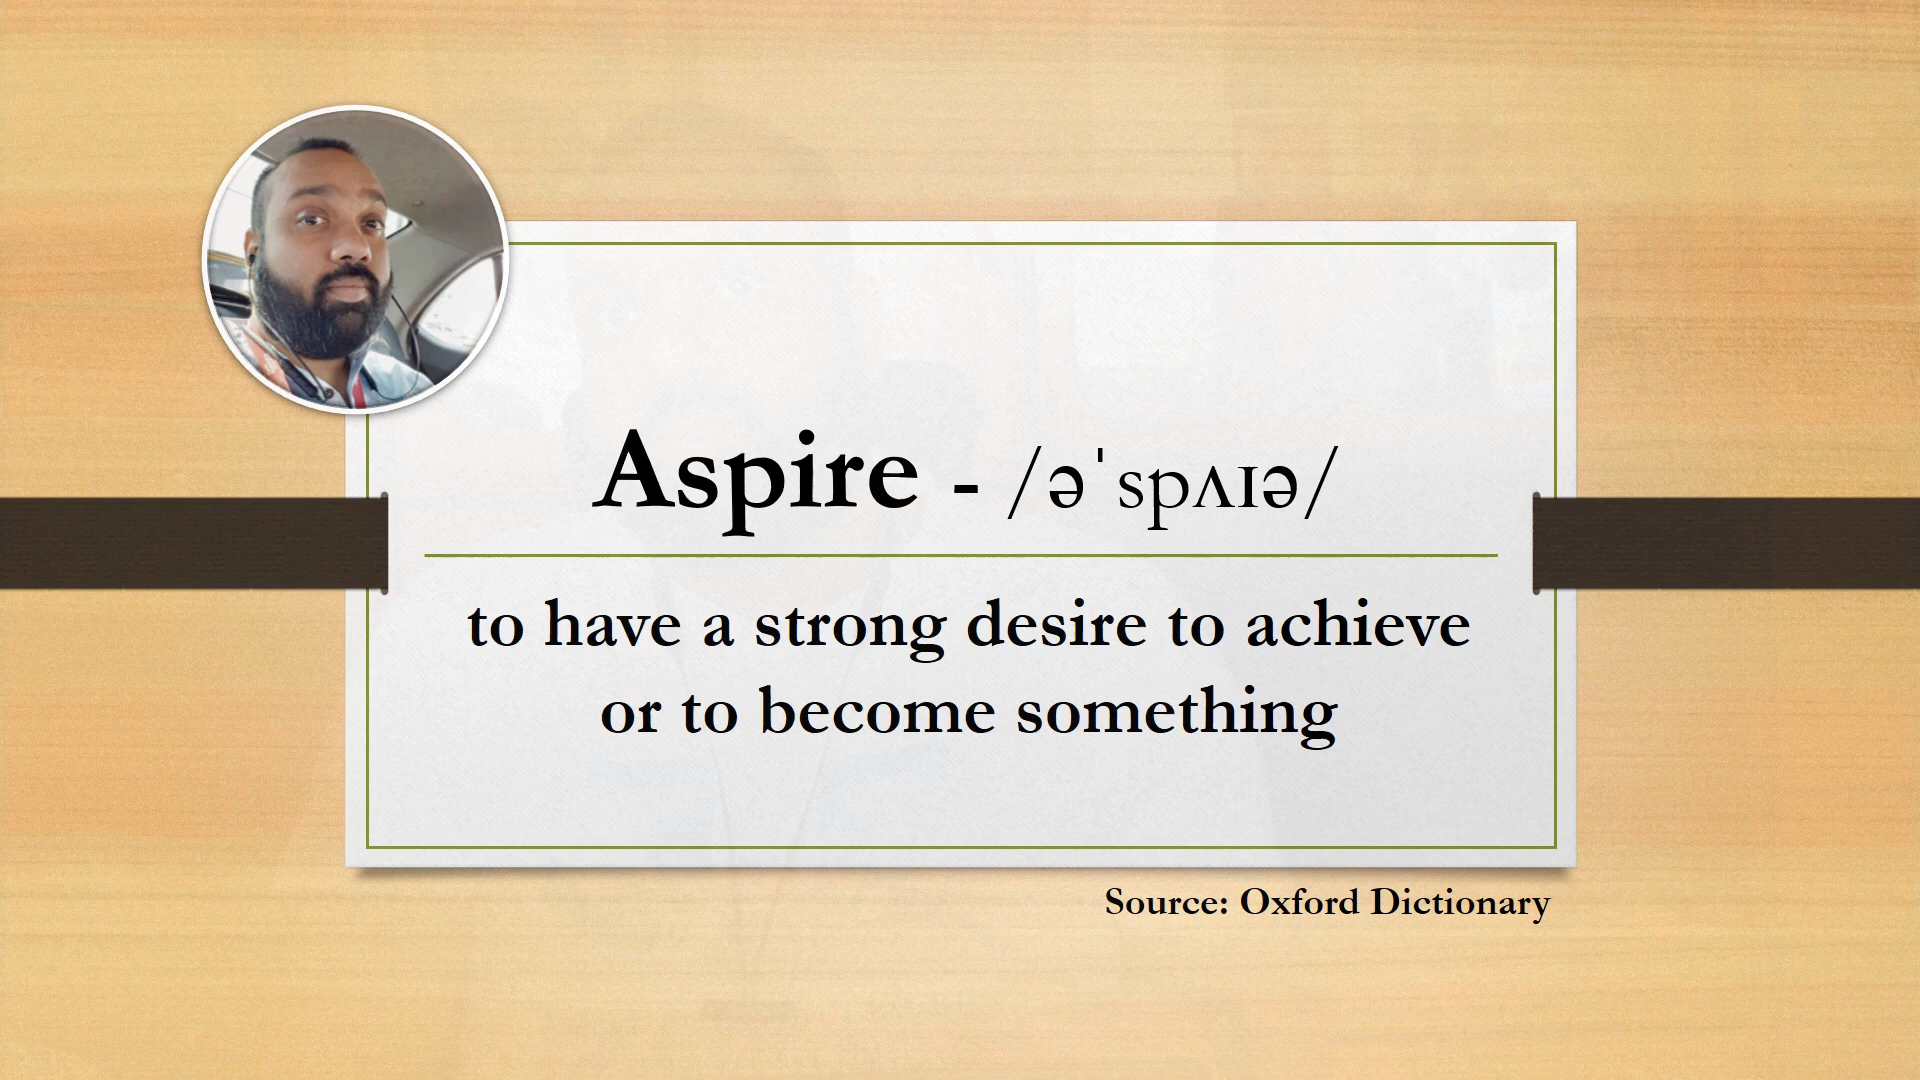 Aspire - /əˈspʌɪə/
to have a strong desire to achieve
or to become something
Source: Oxford Dictionary